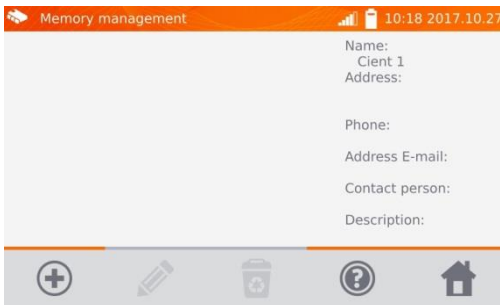 Memory management 10:18 2017.10.27
Name:
Cient 1
Address:
Phone:
Address E-mail:
Contact person:
Description: